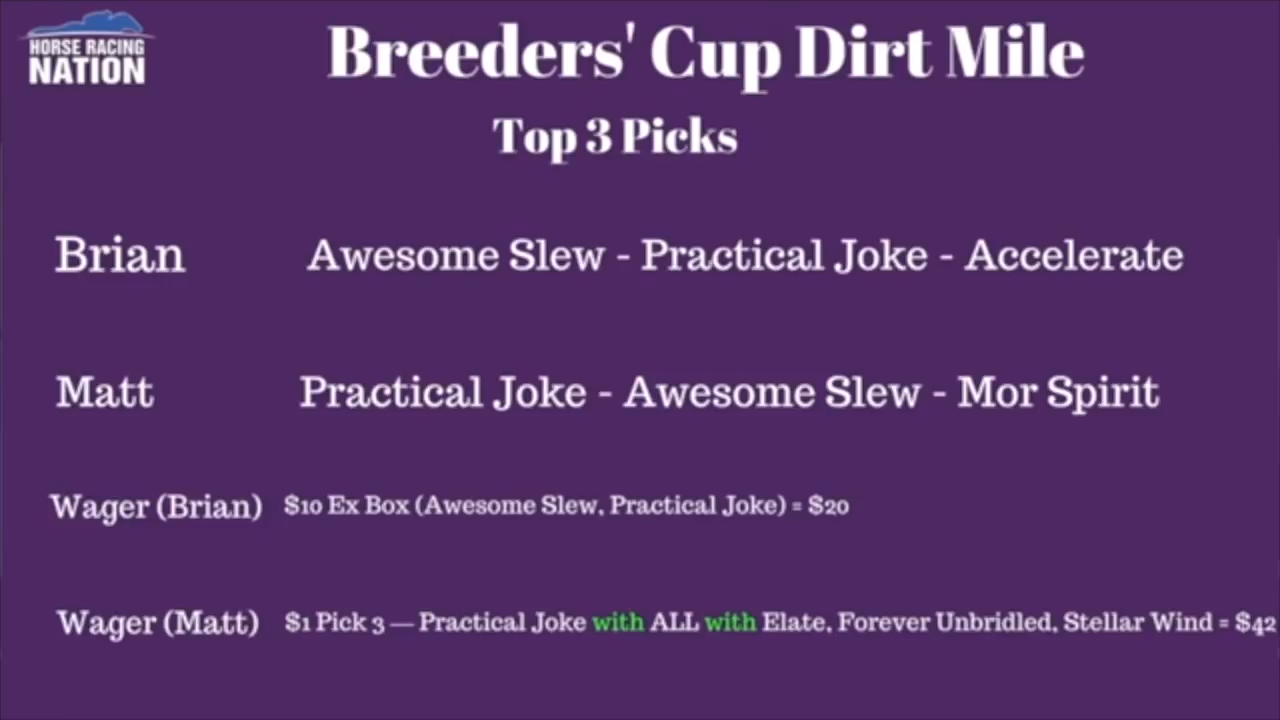 HORSE RACING
NATION
Breeders' Cup Dirt Mile
Top 3 Picks
Brian Awesome Slew - Practical Joke - Accelerate
Matt Practical Joke - Awesome Slew - Mor Spirit
Wager (Brian) $10 Ex Box (Awesome Slew, Practical Joke) = $20
Wager (Matt) $1 Pick 3 — Practical Joke with ALL with Elate, Forever Unbridled, Stellar Wind = $42